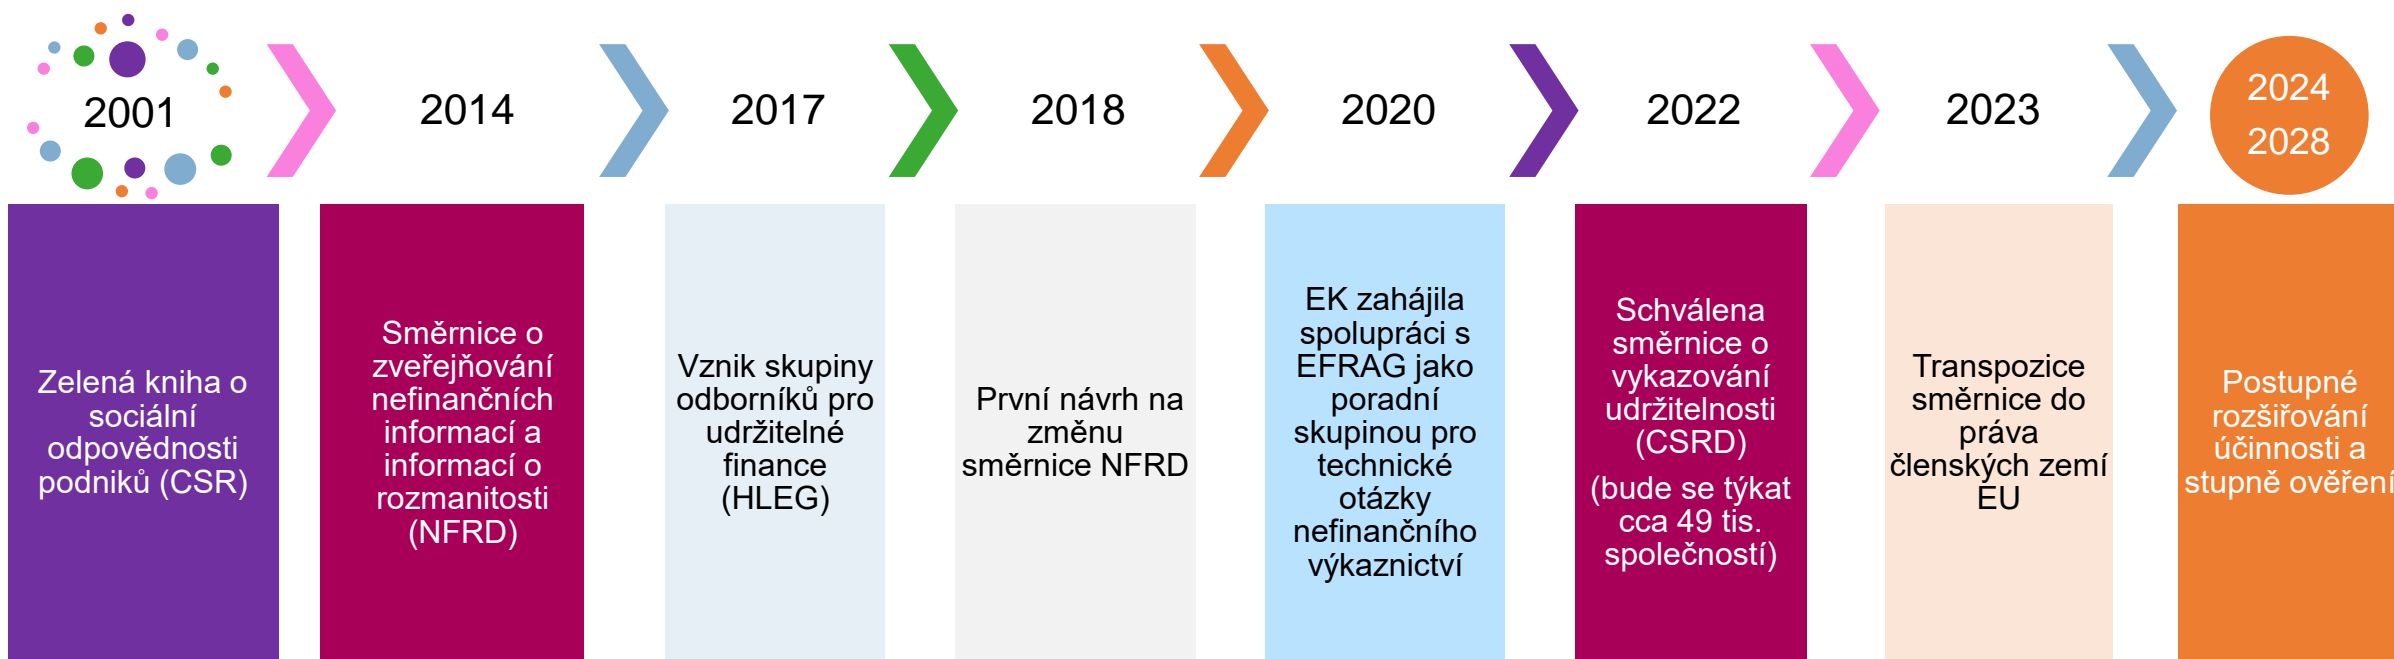 2001
2014
2017
2018
2020
2022
2023
2024
2028
Zelená kniha o
sociální
odpovědnosti
podniků (CSR)
Směrnice o
zveřejňování
nefinančních
informací a
informací o
rozmanitosti
(NFRD)
Vznik skupiny
odborníků pro
udržitelné
finance
(HLEG)
První návrh na
změnu
směrnice NFRD
EK zahájila
spolupráci s
EFRAG jako
poradní
skupinou pro
technické
otázky
nefinančního
výkaznictví
Schválena
směrnice o
vykazování
udržitelnosti
(CSRD)
(bude se týkat
cca 49 tis.
společností)
Transpozice
směrnice do
práva
členských zemí
EU
Postupné
rozšiřování
účinnosti a
stupně ověření